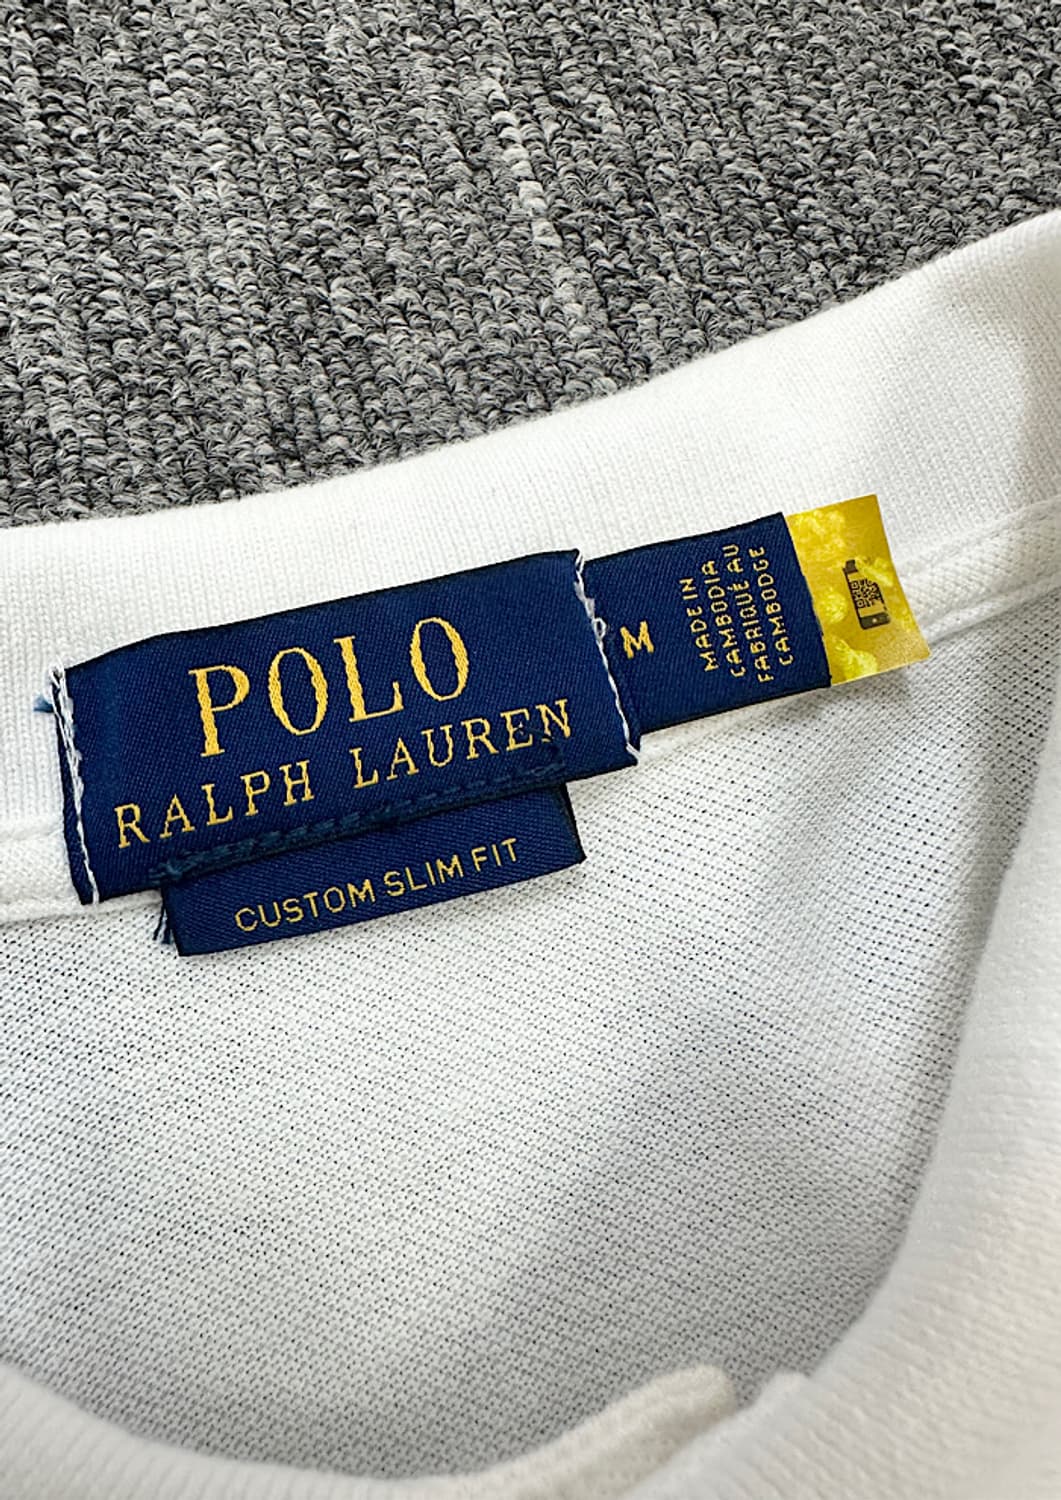 POLO
RALPH LAUREN
CUSTOM SLIM FIT
M
MADE IN
CAMBODIA
FABRIQUÉ AU
CAMBODGE